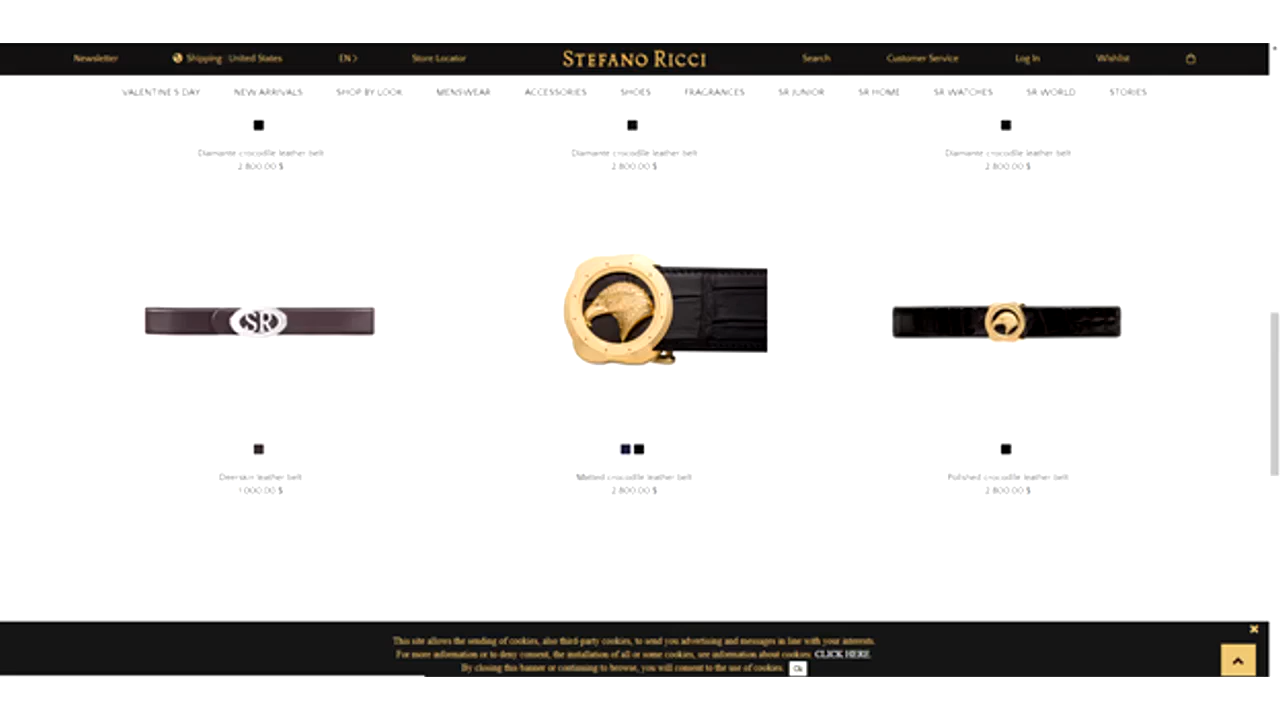 Newsletter Shipping United States EN > Store Locator STEFANO RICCI Search Customer Service Log In Wishlist
VALENTINE'S DAY NEW ARRIVALS SHOP BY LOOK MENSWEAR ACCESSORIES SHOES FRAGRANCES SR JUNIOR SR HOME SR WATCHES SR WORLD STORIES
Diamante crocodile leather belt Diamante crocodile leather belt Diamante crocodile leather belt
2 800.00 $ 2 800.00 $ 2 800.00 $
SR
Deerskin leather belt Matted crocodile leather belt Polished crocodile leather belt
1 000.00 $ 2 800.00 $ 2 800.00 $
This site allows the sending of cookies, also third-party cookies, to send you advertising and messages in line with your interests.
For more information or to deny consent, the installation of all or some cookies, see information about cookies: CLICK HERE.
By closing this banner or continuing to browse, you will consent to the use of cookies. Ok